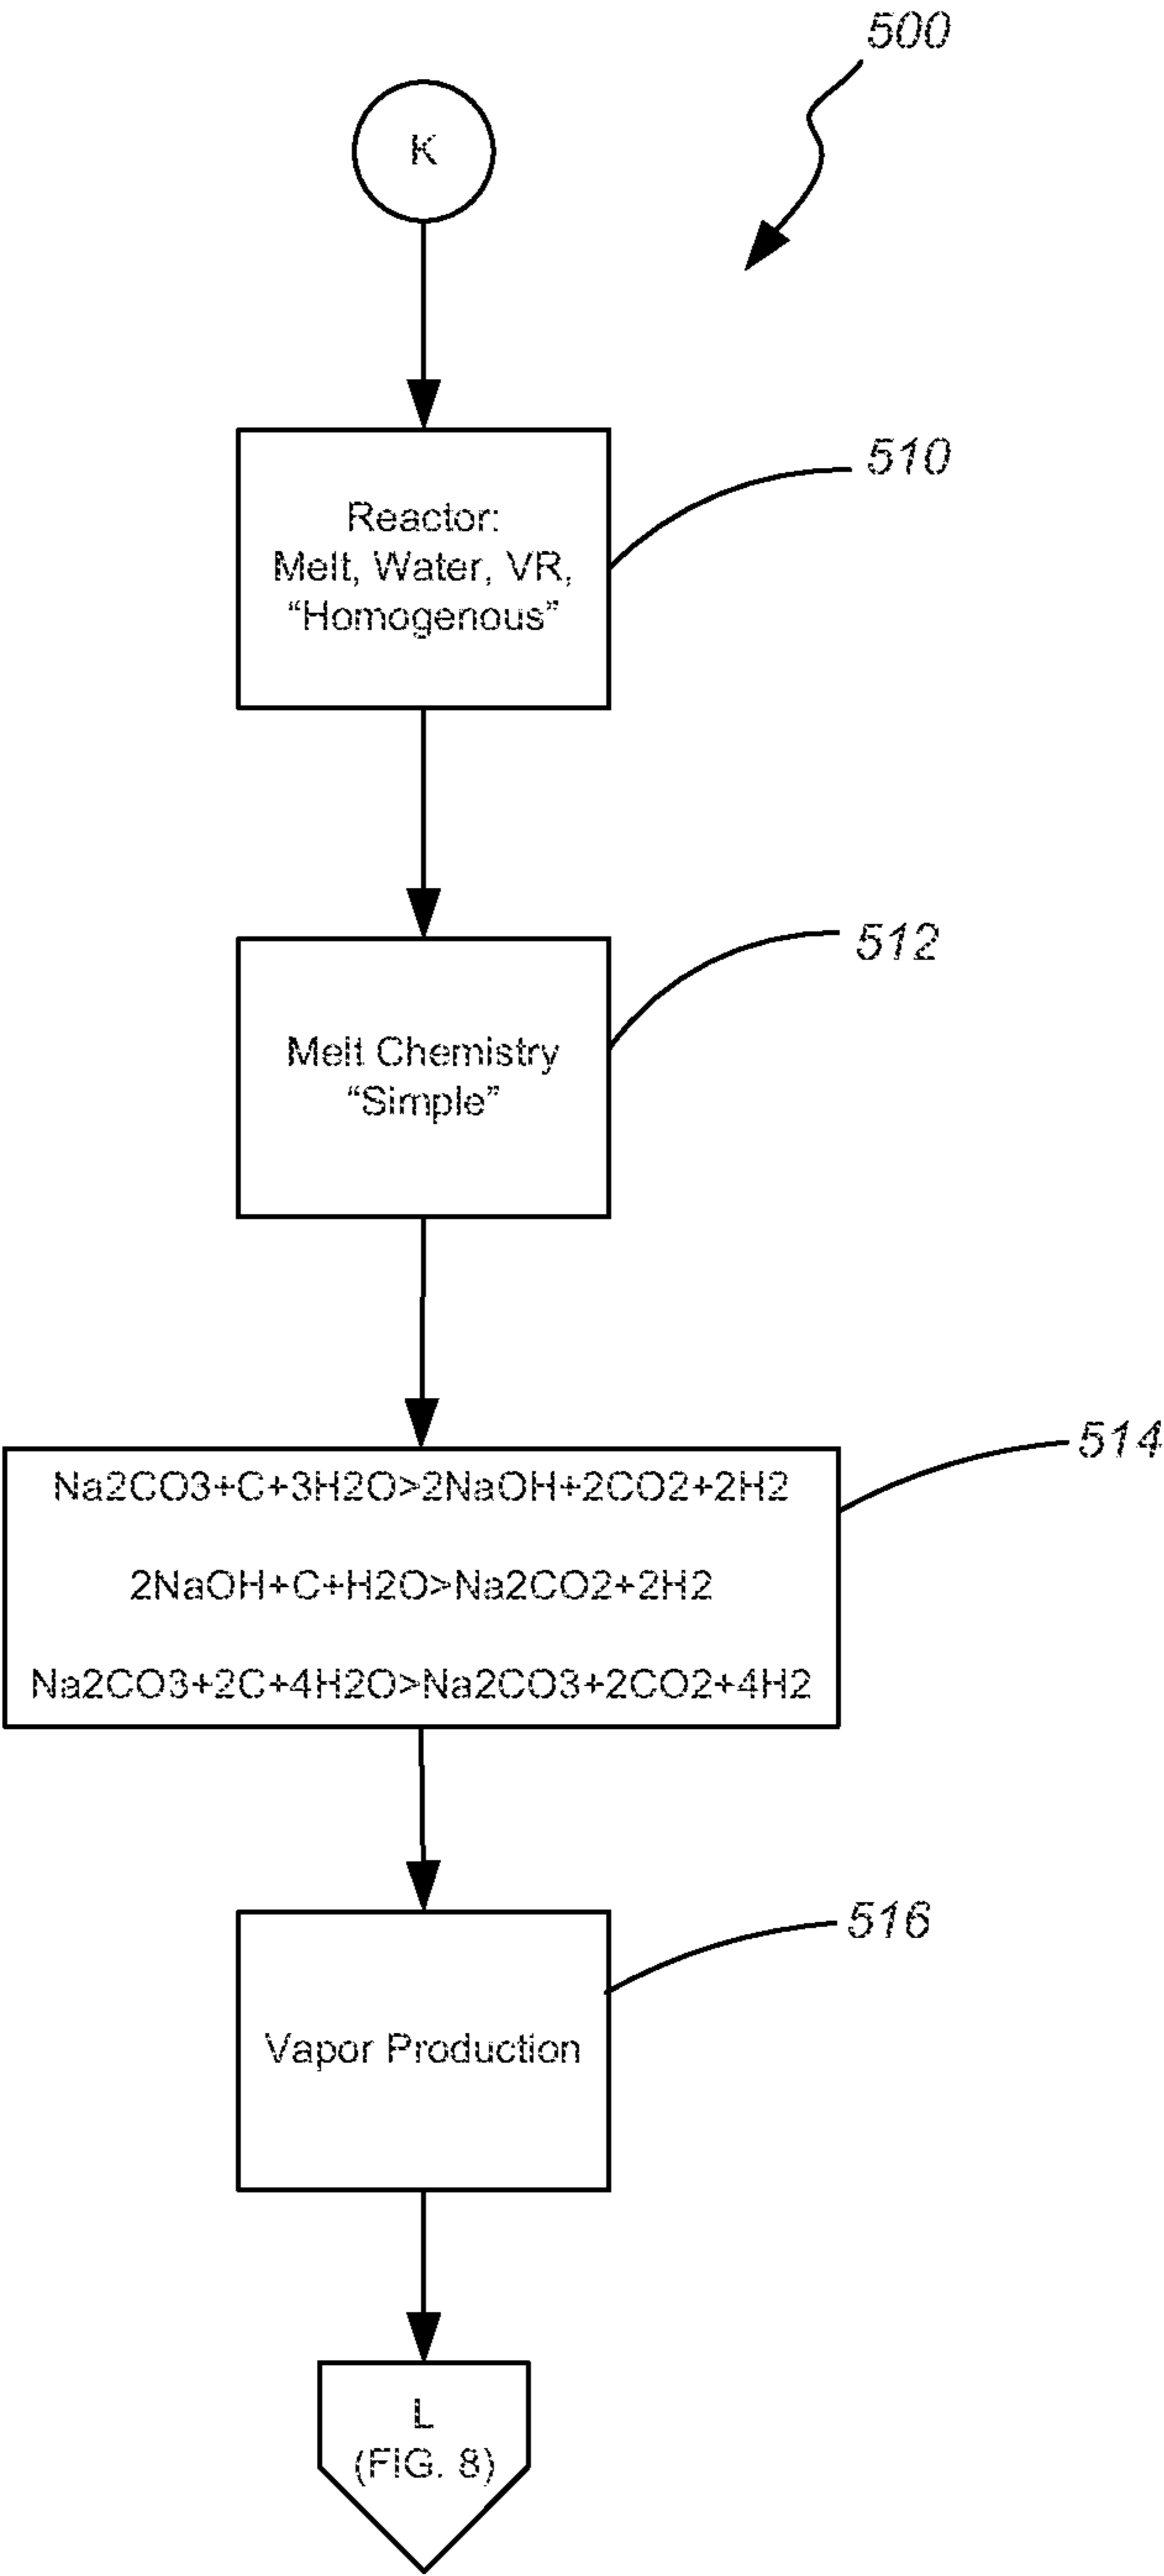 500
K
510
Reactor:
Melt, Water, VR,
“Homogenous”
512
Melt Chemistry
“Simple”
514
Na2CO3+C+3H2O>2NaOH+2CO2+2H2
2NaOH+C+H2O>Na2CO2+2H2
Na2CO3+2C+4H2O>Na2CO3+2CO2+4H2
516
Vapor Production
L
(FIG. 8)